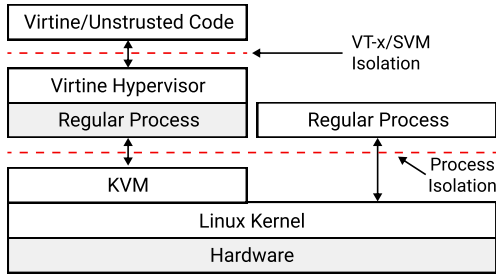 Virtine/Unstrusted Code
VT-x/SVM
Isolation
Virtine Hypervisor
Regular Process
Regular Process
Process
Isolation
KVM
Linux Kernel
Hardware